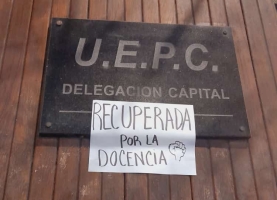 U.E.P.C.
DELEGACION CAPITAL
RECUPERADA
POR LA
DOCENCIA